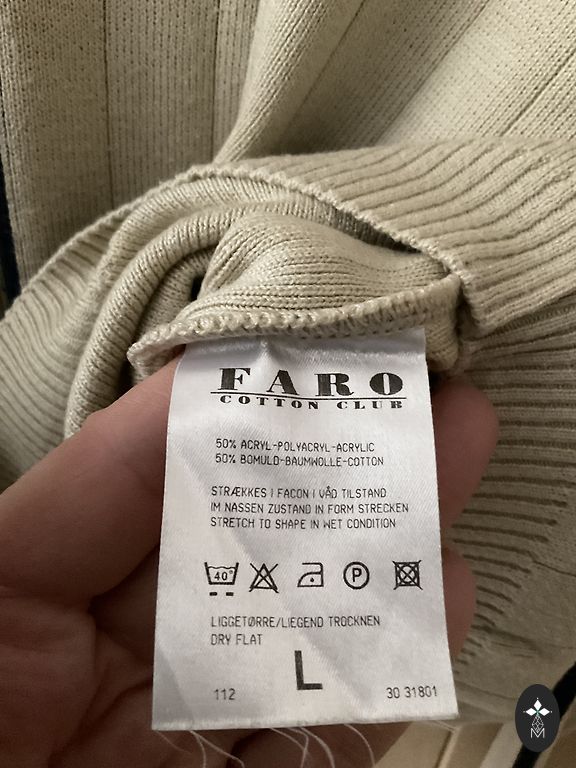 FARO
COTTON CLUB
50% ACRYL-POLYACRYL-ACRYLIC
50% BOMULD-BAUMWOLLE-COTTON
STRÆKKES I FACON I VÅD TILSTAND
IM NASSEN ZUSTAND IN FORM STRECKEN
STRETCH TO SHAPE IN WET CONDITION
40° P
LIGGETØRRE/LIEGEND TROCKNEN
DRY FLAT
L
112 30 31801
M